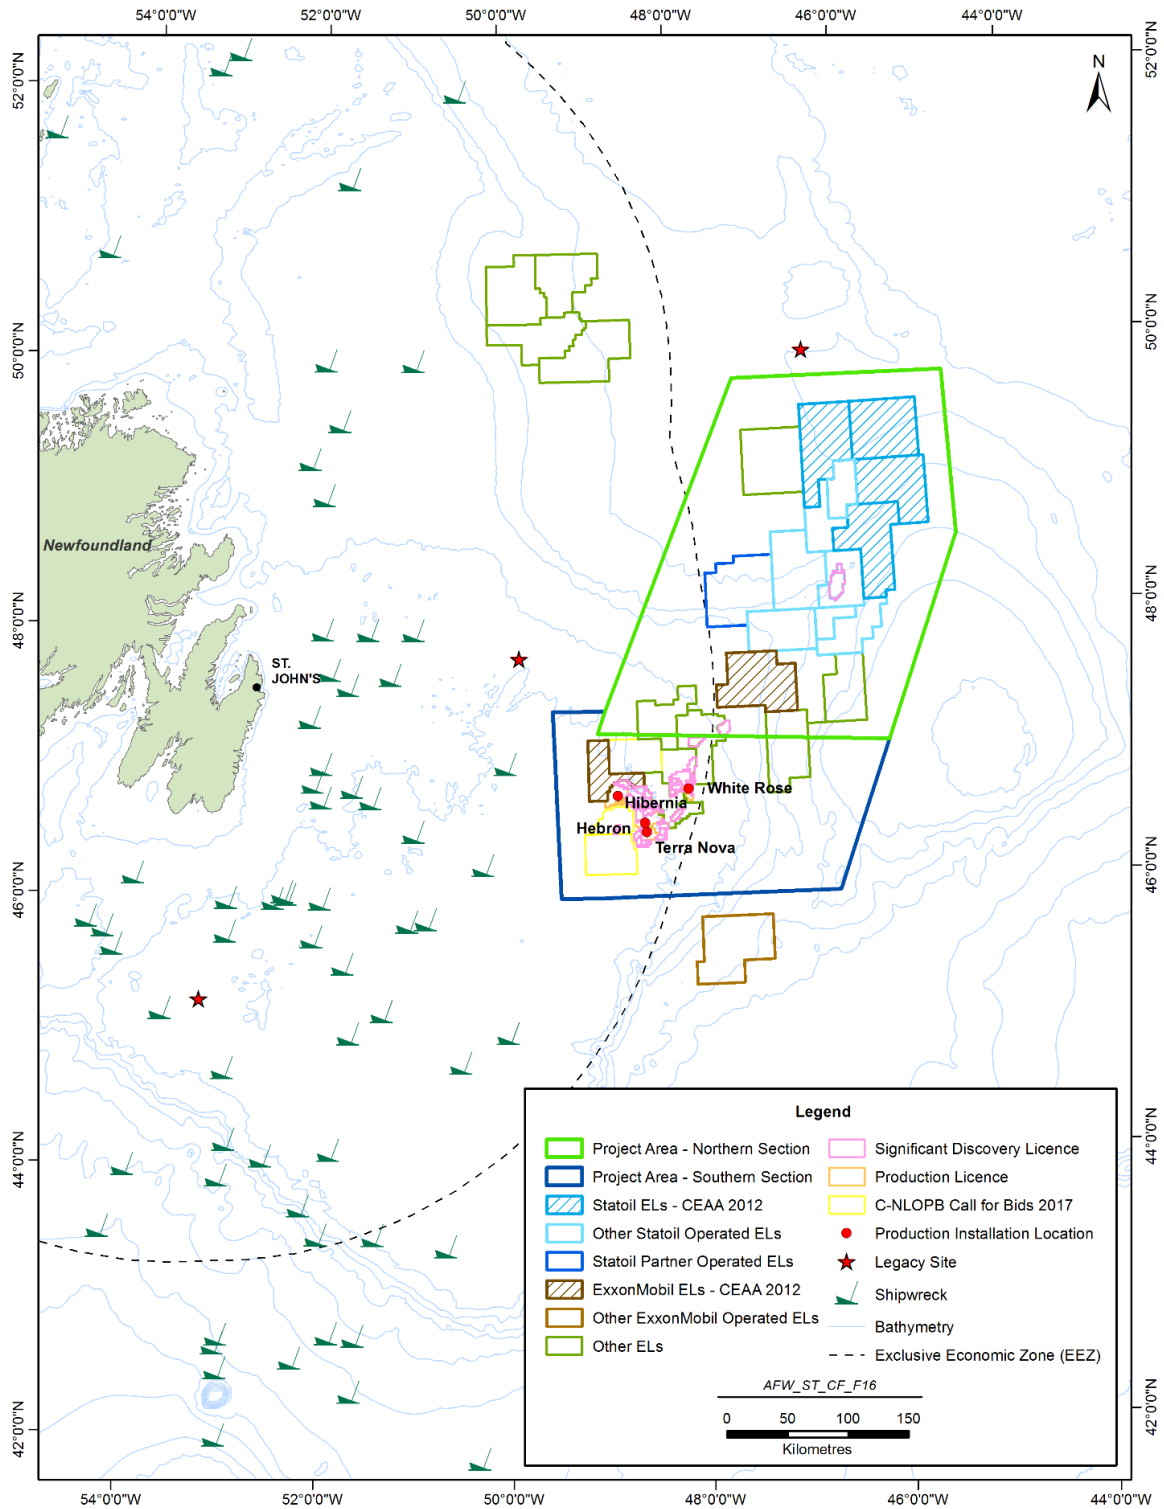 54°0'0"W 52°0'0"W 50°0'0"W 48°0'0"W 46°0'0"W 44°0'0"W
52°0'0"N
52°0'0"N
N
50°0'0"N
50°0'0"N
Newfoundland
48°0'0"N
48°0'0"N
ST.
JOHN'S
White Rose
Hibernia
Hebron
Terra Nova
46°0'0"N
46°0'0"N
44°0'0"N
44°0'0"N
42°0'0"N
42°0'0"N
Legend
Project Area - Northern Section
Project Area - Southern Section
Statoil ELs - CEAA 2012
Other Statoil Operated ELs
Statoil Partner Operated ELs
ExxonMobil ELs - CEAA 2012
Other ExxonMobil Operated ELs
Other ELs
Significant Discovery Licence
Production Licence
C-NLOPB Call for Bids 2017
Production Installation Location
Legacy Site
Shipwreck
Bathymetry
Exclusive Economic Zone (EEZ)
AFW_ST_CF_F16
0 50 100 150
Kilometres
54°0'0"W 52°0'0"W 50°0'0"W 48°0'0"W 46°0'0"W 44°0'0"W